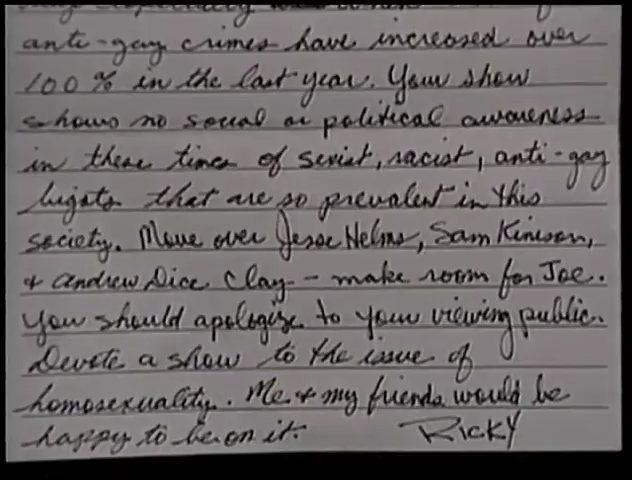 anti-gay crimes have increased over
100% in the last year. Your show
shows no social or political awareness
in these times of sexist, racist, anti-gay
bigots that are so prevalent in this
society. Move over Jesse Helms, Sam Kinison,
& Andrew Dice Clay - make room for Joe.
You should apologize to your viewing public.
Devote a show to the issue of
homosexuality. Me & my friends would be
happy to be on it. RICKY